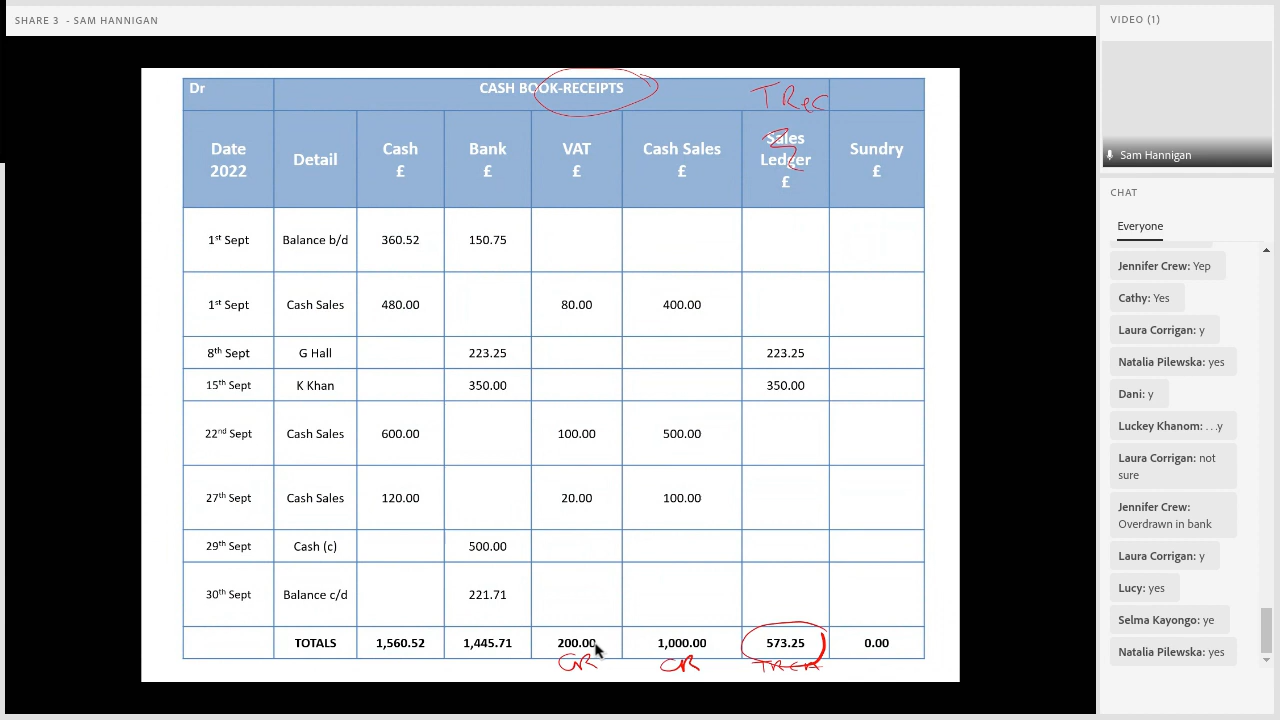 SHARE 3 - SAM HANNIGAN
Dr CASH BOOK-RECEIPTS TRec
Date 2022 Detail Cash £ Bank £ VAT £ Cash Sales £ Sales Ledger £ Sundry £
1st Sept Balance b/d 360.52 150.75
1st Sept Cash Sales 480.00 80.00 400.00
8th Sept G Hall 223.25 223.25
15th Sept K Khan 350.00 350.00
22nd Sept Cash Sales 600.00 100.00 500.00
27th Sept Cash Sales 120.00 20.00 100.00
29th Sept Cash (c) 500.00
30th Sept Balance c/d 221.71
TOTALS 1,560.52 1,445.71 200.00 1,000.00 573.25 0.00
CR CR
VIDEO (1)
Sam Hannigan
CHAT
Everyone
Jennifer Crew: Yep
Cathy: Yes
Laura Corrigan: y
Natalia Pilewska: yes
Dani: y
Luckey Khanom: . . .y
Laura Corrigan: not
sure
Jennifer Crew:
Overdrawn in bank
Laura Corrigan: y
Lucy: yes
Selma Kayongo: ye
Natalia Pilewska: yes